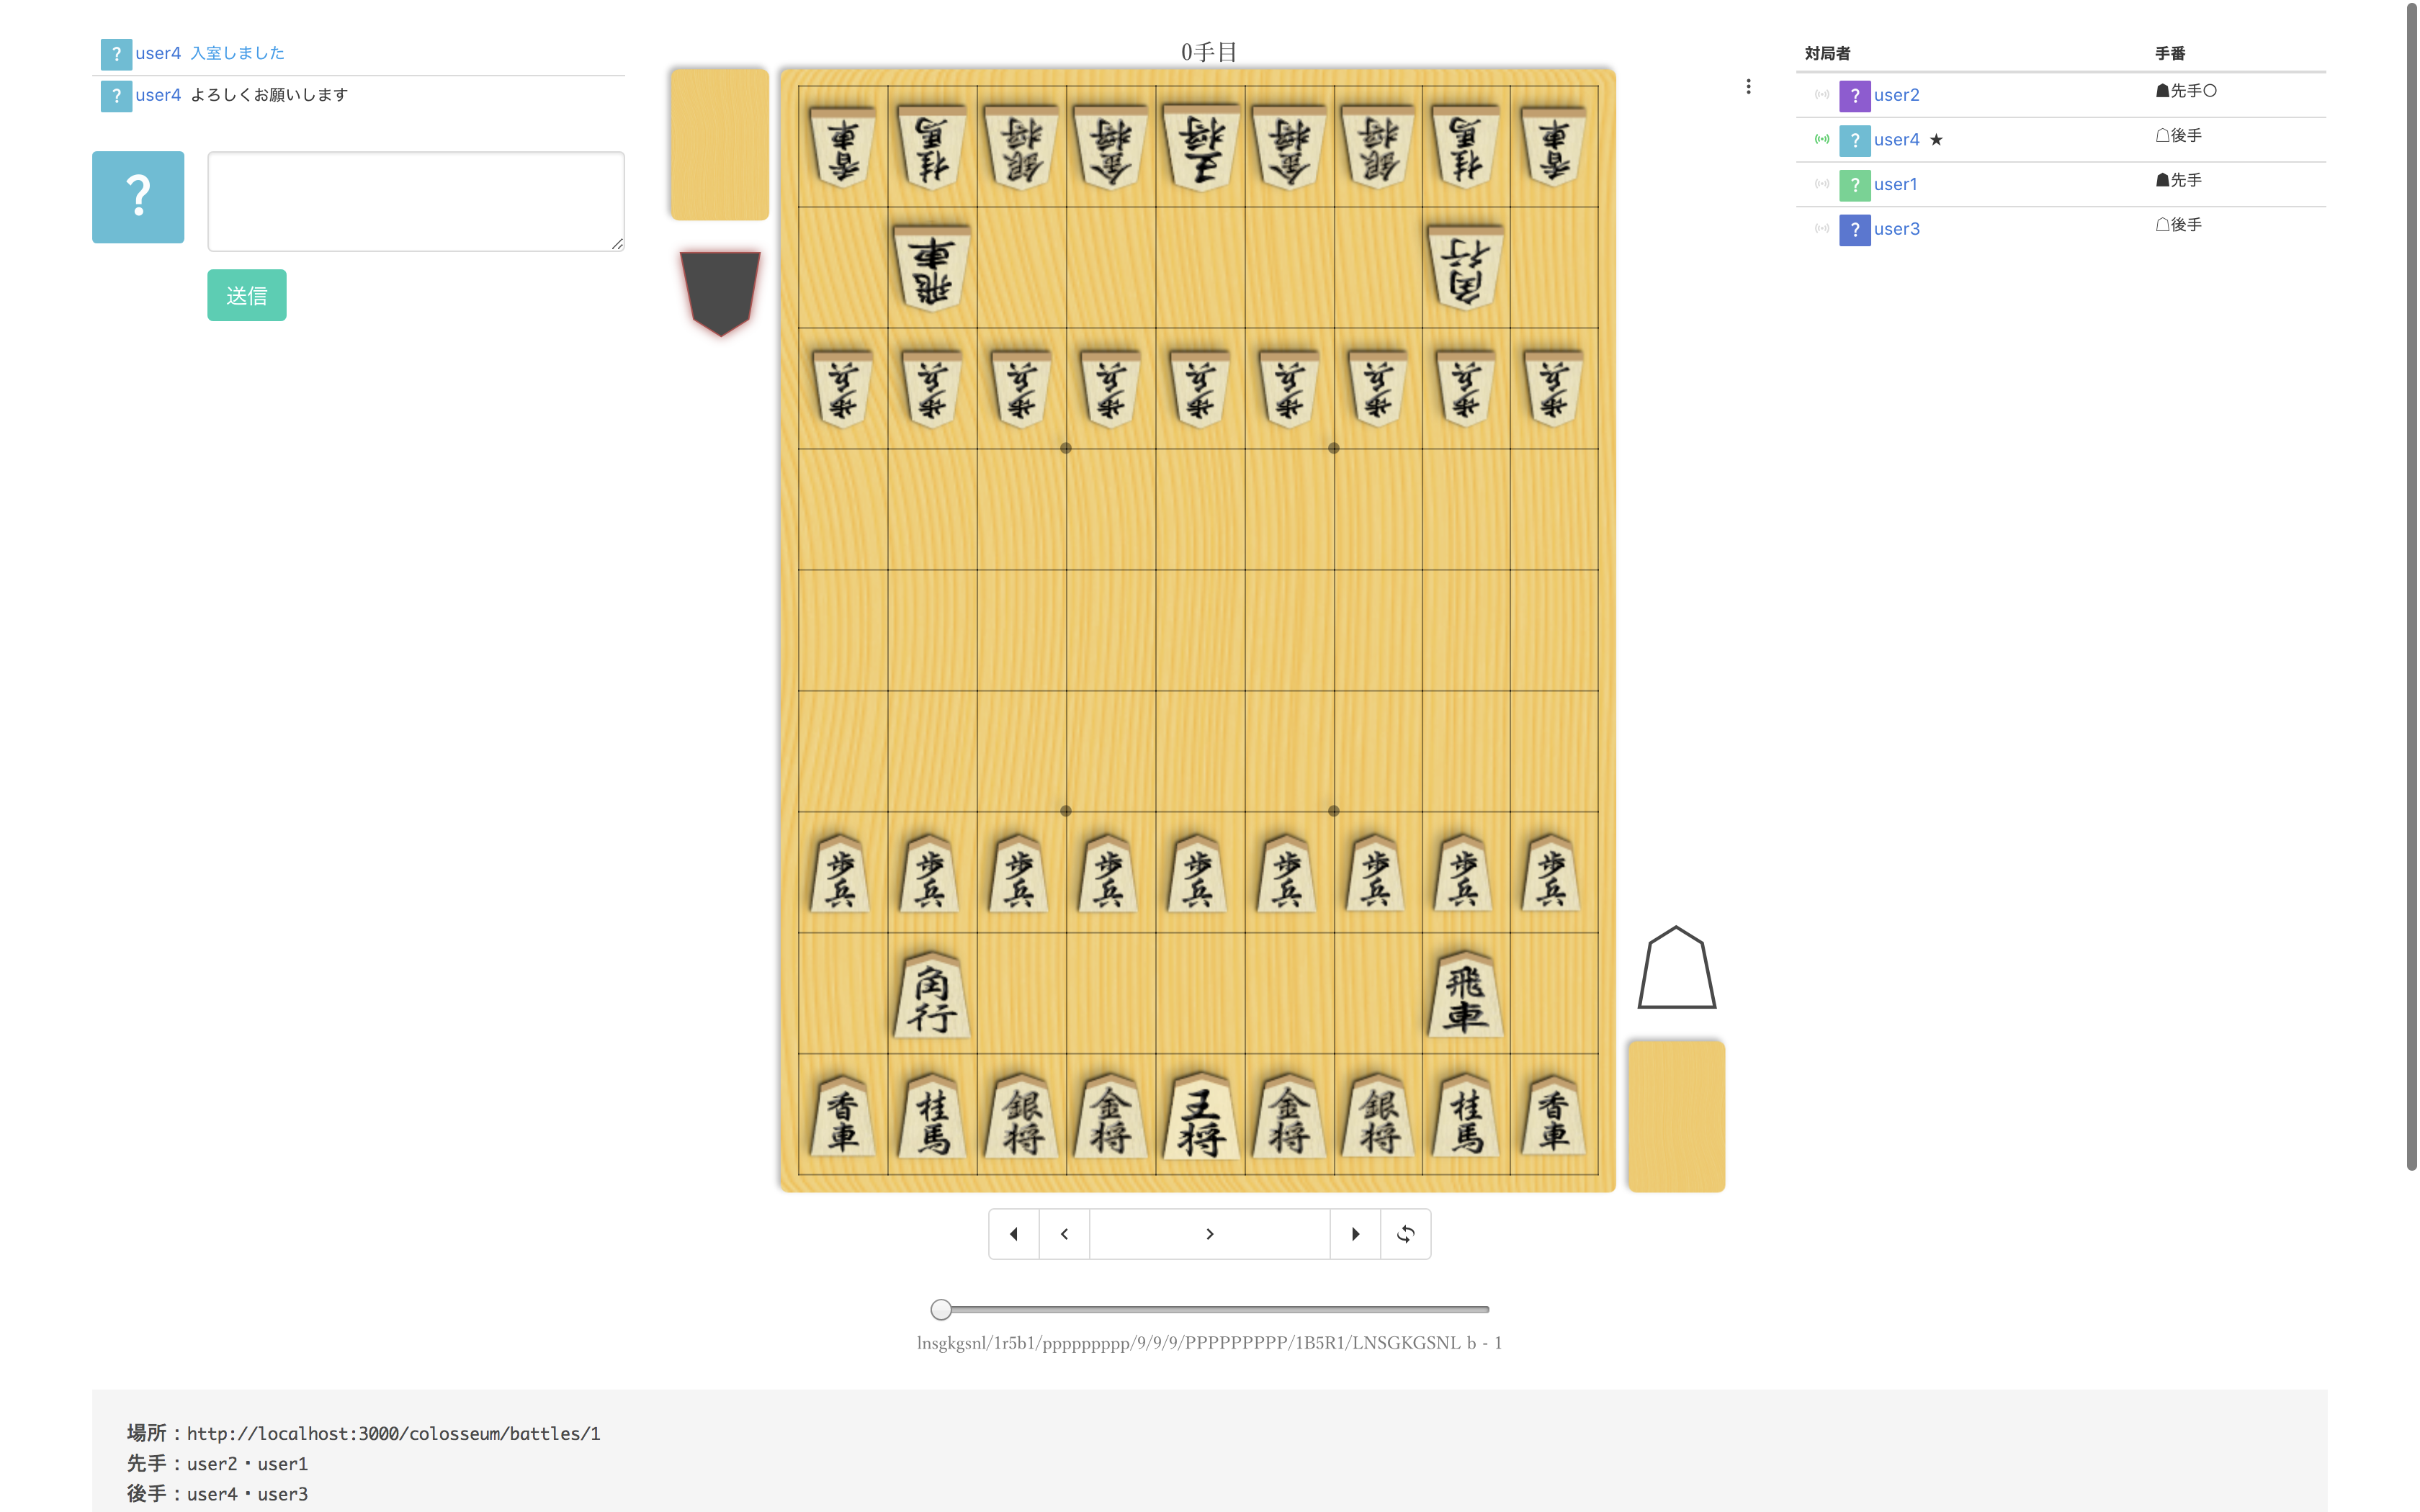 ? user4 入室しました
? user4 よろしくお願いします
?
送信
0手目
香車 桂馬 銀将 金将 王将 金将 銀将 桂馬 香車
飛車 角行
歩兵 歩兵 歩兵 歩兵 歩兵 歩兵 歩兵 歩兵 歩兵
歩兵 歩兵 歩兵 歩兵 歩兵 歩兵 歩兵 歩兵 歩兵
角行 飛車
香車 桂馬 銀将 金将 王将 金将 銀将 桂馬 香車
lnsgkgsnl/1r5b1/ppppppppp/9/9/9/PPPPPPPPP/1B5R1/LNSGKGSNL b - 1
対局者 手番
? user2 ☗先手○
? user4 ★ ☖後手
? user1 ☗先手
? user3 ☖後手
場所：http://localhost:3000/colosseum/battles/1
先手：user2・user1
後手：user4・user3